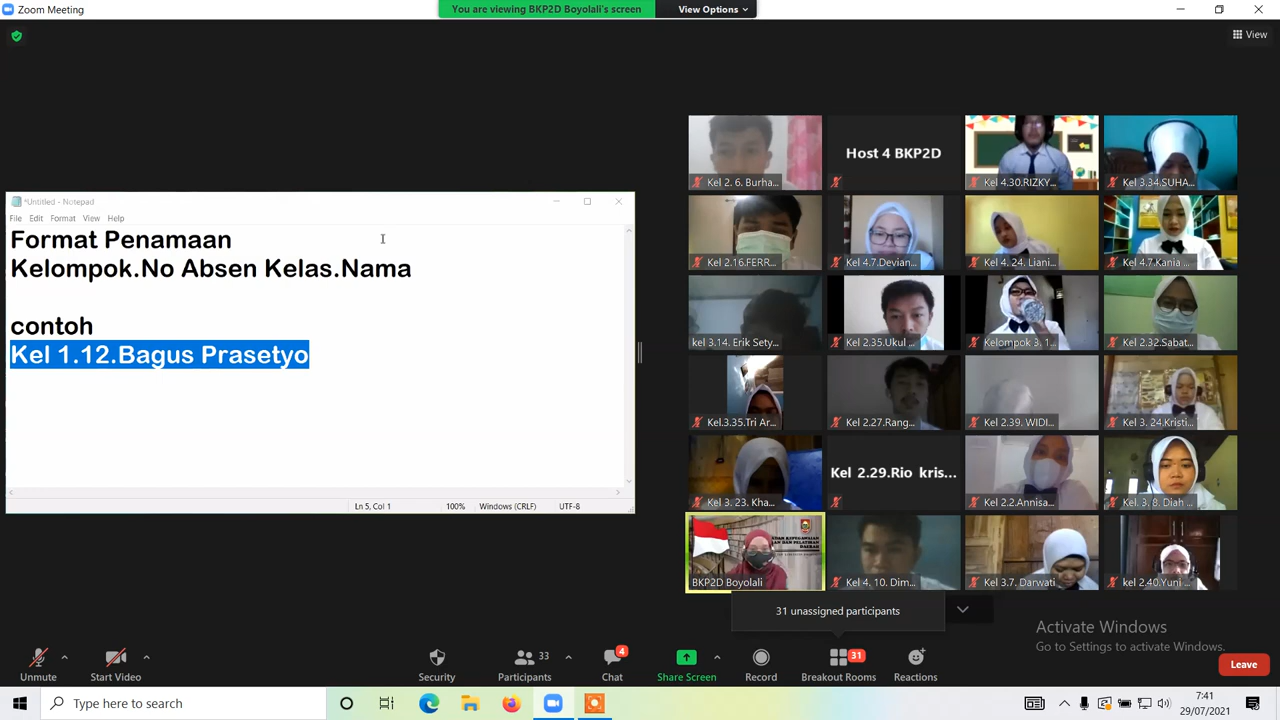 Zoom Meeting
You are viewing BKP2D Boyolali's screen
View Options
View
*Untitled - Notepad
File Edit Format View Help
Format Penamaan
Kelompok.No Absen Kelas.Nama
contoh
Kel 1.12.Bagus Prasetyo
Ln 5, Col 1 100% Windows (CRLF) UTF-8
Kel 2. 6. Burha...
Host 4 BKP2D
Kel 4.30.RIZKY...
Kel 3.34.SUHA...
Kel 2.16.FERR...
Kel 4.7.Devian...
Kel 4. 24. Liani...
Kel 4.7.Kania ...
kel 3.14. Erik Sety...
Kel 2.35.Ukul ...
Kelompok 3. 1...
Kel 2.32.Sabat...
Kel.3.35.Tri Ar...
Kel 2.27.Rang...
Kel 2.39. WIDI...
Kel 3. 24.Kristi...
Kel 3. 23. Kha...
Kel 2.29.Rio kris...
Kel 2.2.Annisa...
Kel. 3. 8. Diah ...
BKP2D Boyolali
Kel 4. 10. Dim...
Kel 3.7. Darwati
kel 2.40.Yuni ...
31 unassigned participants
Activate Windows
Go to Settings to activate Windows.
Unmute
Start Video
Security
Participants 33
Chat 4
Share Screen
Record
Breakout Rooms 31
Reactions
Leave
Type here to search
7:41
29/07/2021